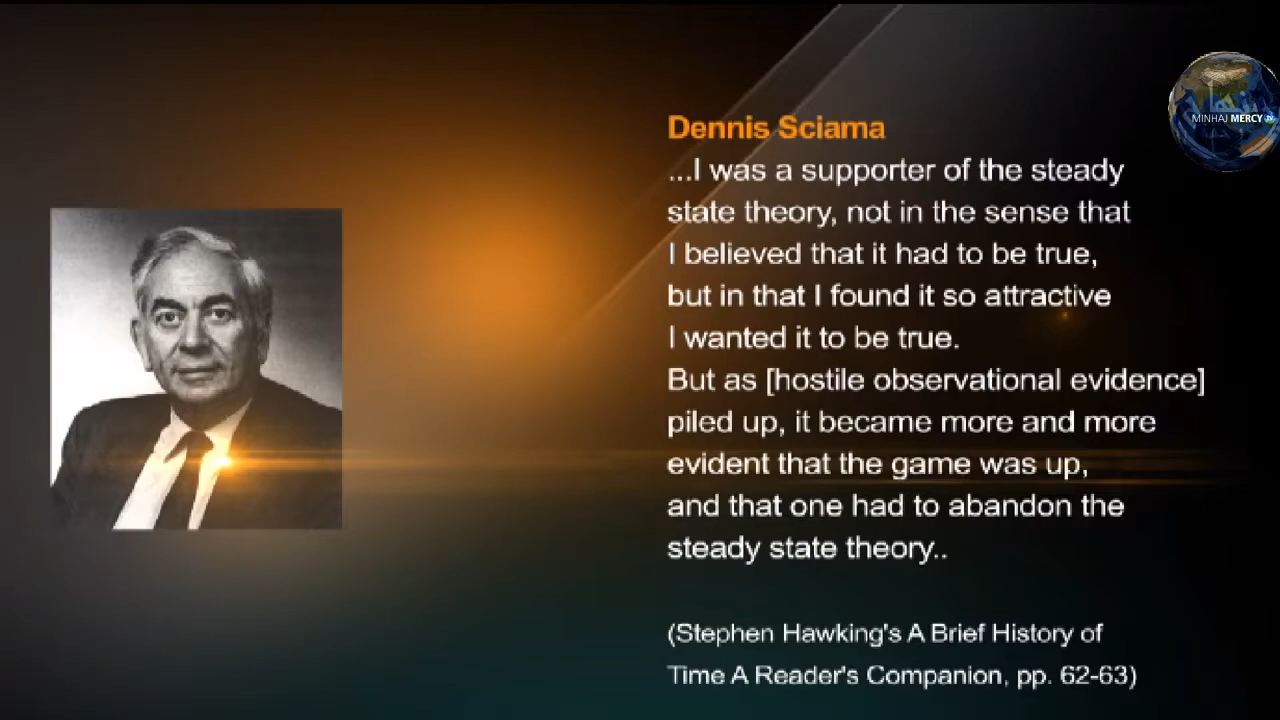 Dennis Sciama
...I was a supporter of the steady
state theory, not in the sense that
I believed that it had to be true,
but in that I found it so attractive
I wanted it to be true.
But as [hostile observational evidence]
piled up, it became more and more
evident that the game was up,
and that one had to abandon the
steady state theory..
(Stephen Hawking's A Brief History of
Time A Reader's Companion, pp. 62-63)
MINHAJ MERCY